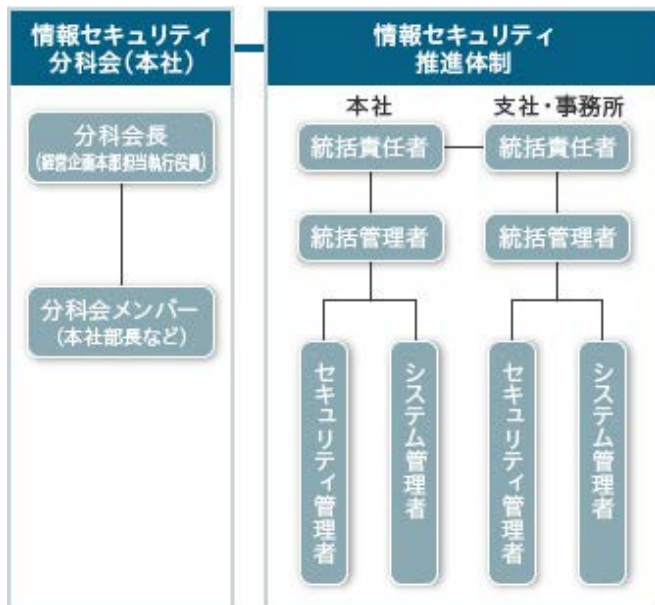 情報セキュリティ
分科会（本社）
分科会長
（経営企画本部担当執行役員）
分科会メンバー
（本社部長など）
情報セキュリティ
推進体制
本社
支社・事務所
統括責任者
統括責任者
統括管理者
統括管理者
セキュリティ管理者
システム管理者
セキュリティ管理者
システム管理者